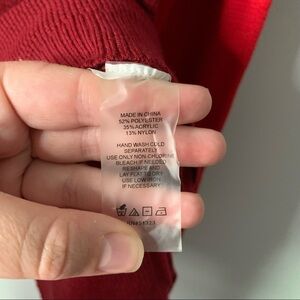 MADE IN CHINA
52% POLYESTER
35% ACRYLIC
13% NYLON
HAND WASH COLD
SEPARATELY
USE ONLY NON-CHLORINE
BLEACH IF NEEDED
RESHAPE AND
LAY FLAT TO DRY
USE LOW IRON
IF NECESSARY